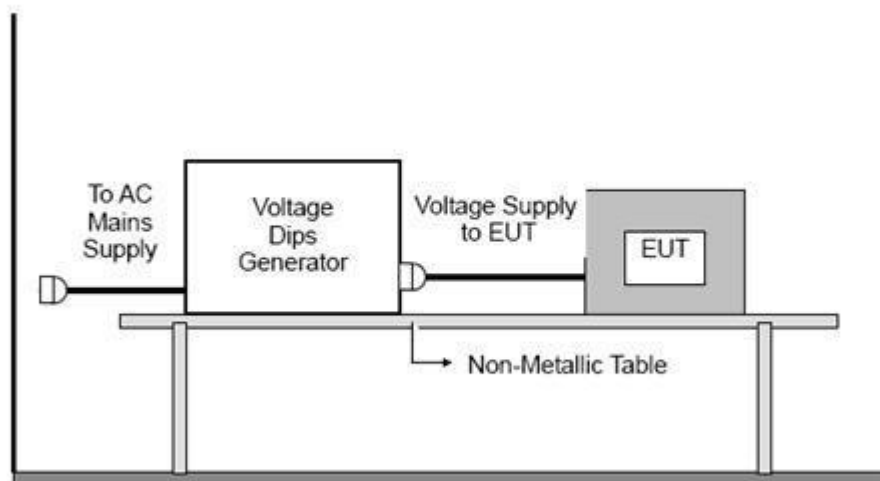 To AC
Mains
Supply
Voltage
Dips
Generator
Voltage Supply
to EUT
EUT
Non-Metallic Table